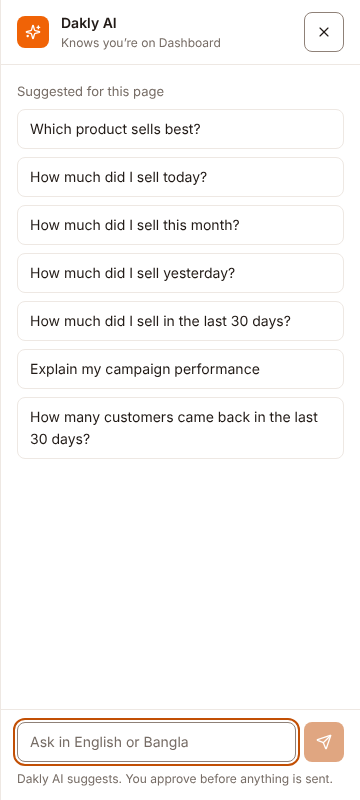 Dakly AI
Knows you're on Dashboard
Suggested for this page
Which product sells best?
How much did I sell today?
How much did I sell this month?
How much did I sell yesterday?
How much did I sell in the last 30 days?
Explain my campaign performance
How many customers came back in the last
30 days?
Ask in English or Bangla
Dakly AI suggests. You approve before anything is sent.